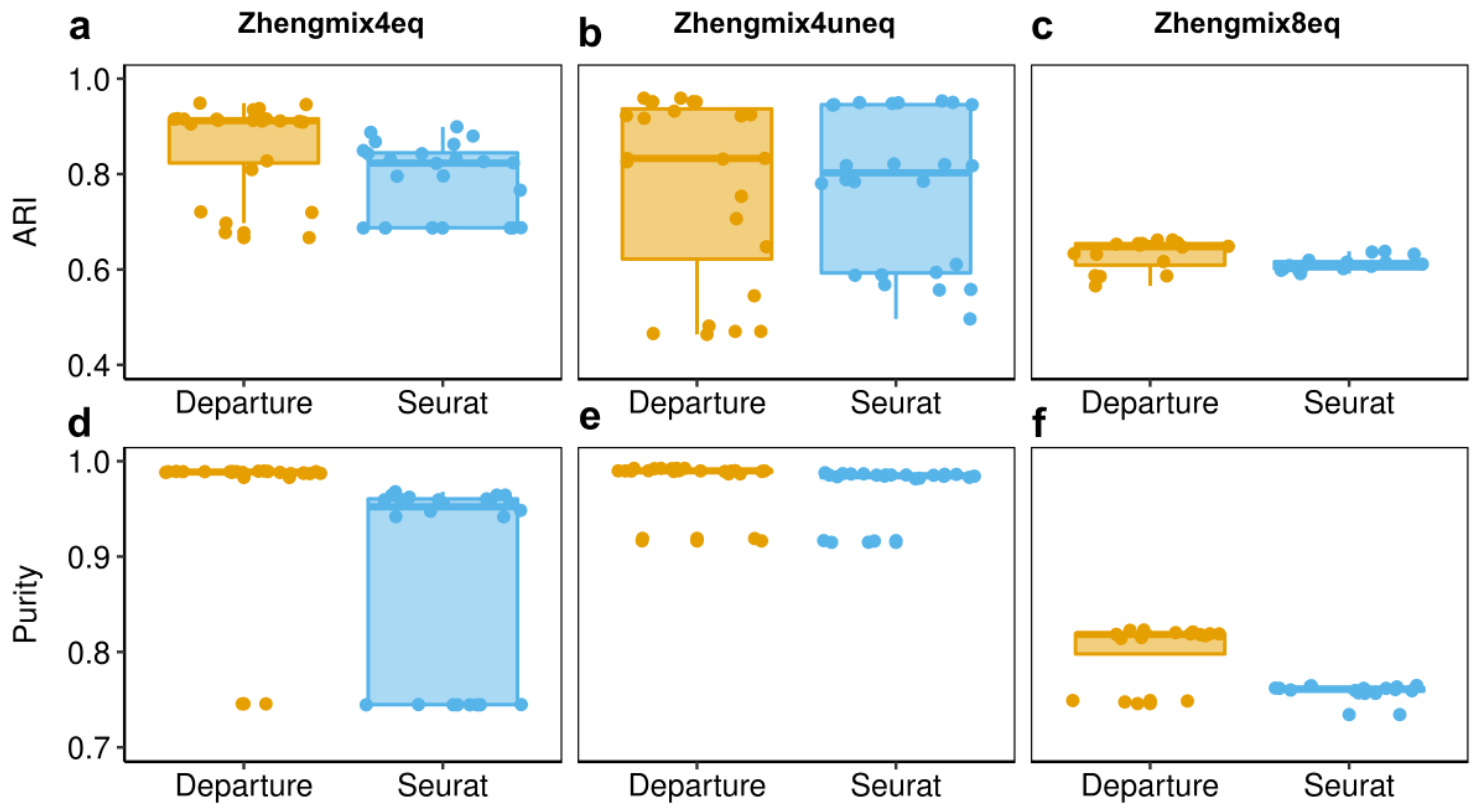 a Zhengmix4eq b Zhengmix4uneq c Zhengmix8eq
1.0
0.8
0.6
0.4
ARI
Departure Seurat Departure Seurat Departure Seurat
d e f
1.0
0.9
0.8
0.7
Purity
Departure Seurat Departure Seurat Departure Seurat